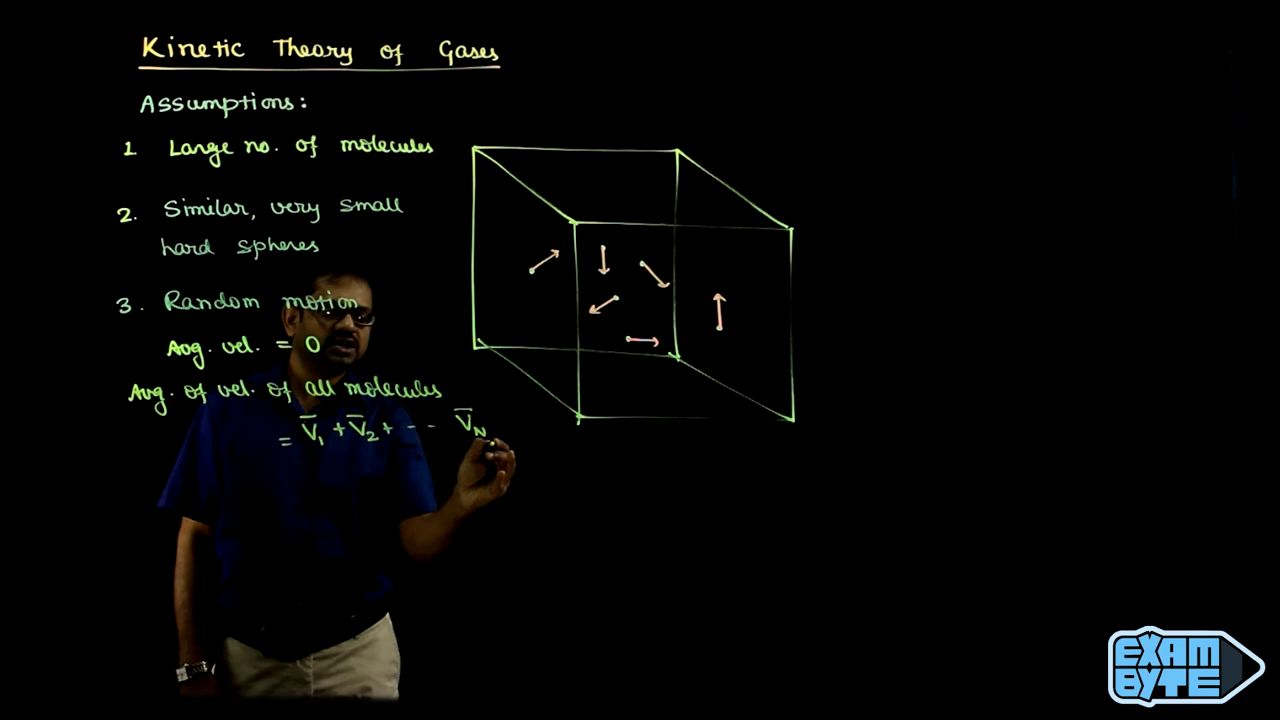 Kinetic Theory of Gases
Assumptions:
1. Large no. of molecules
2. Similar, very small
hard spheres
3. Random motion
Avg. vel. = 0
Avg. of vel. of all molecules
= V̅₁ + V̅₂ + --- V̅N
EXAM
BYTE